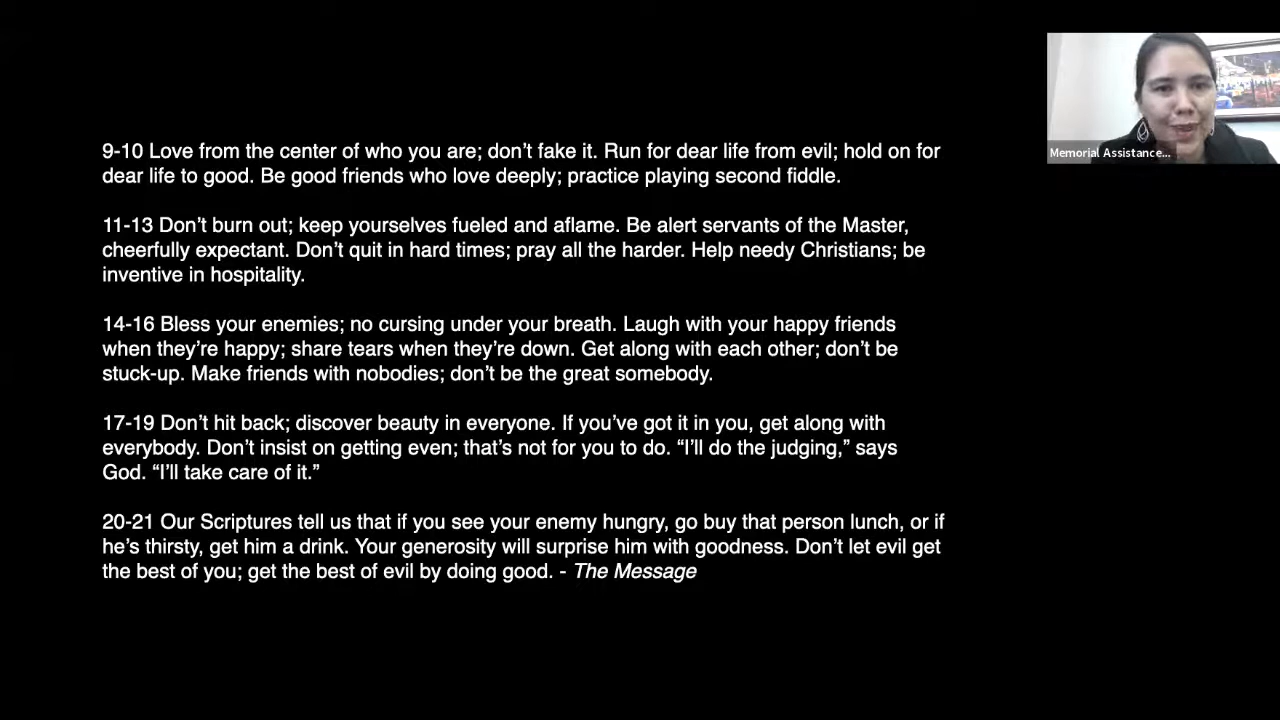 9-10 Love from the center of who you are; don’t fake it. Run for dear life from evil; hold on for
dear life to good. Be good friends who love deeply; practice playing second fiddle.
11-13 Don’t burn out; keep yourselves fueled and aflame. Be alert servants of the Master,
cheerfully expectant. Don’t quit in hard times; pray all the harder. Help needy Christians; be
inventive in hospitality.
14-16 Bless your enemies; no cursing under your breath. Laugh with your happy friends
when they’re happy; share tears when they’re down. Get along with each other; don’t be
stuck-up. Make friends with nobodies; don’t be the great somebody.
17-19 Don’t hit back; discover beauty in everyone. If you’ve got it in you, get along with
everybody. Don’t insist on getting even; that’s not for you to do. “I’ll do the judging,” says
God. “I’ll take care of it.”
20-21 Our Scriptures tell us that if you see your enemy hungry, go buy that person lunch, or if
he’s thirsty, get him a drink. Your generosity will surprise him with goodness. Don’t let evil get
the best of you; get the best of evil by doing good. - The Message
Memorial Assistance...